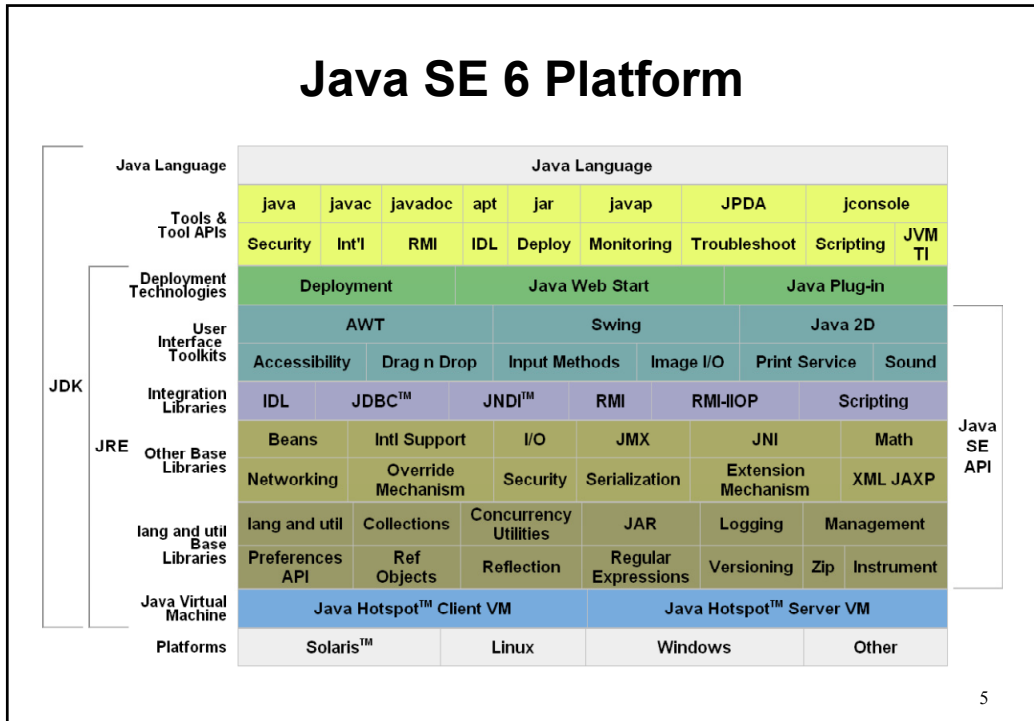 Java SE 6 Platform
Java Language
Java Language
Tools & Tool APIs
java javac javadoc apt jar javap JPDA jconsole
Security Int'l RMI IDL Deploy Monitoring Troubleshoot Scripting JVM TI
Deployment Technologies
Deployment Java Web Start Java Plug-in
User Interface Toolkits
AWT Swing Java 2D
Accessibility Drag n Drop Input Methods Image I/O Print Service Sound
Integration Libraries
IDL JDBC™ JNDI™ RMI RMI-IIOP Scripting
Other Base Libraries
Beans Intl Support I/O JMX JNI Math
Networking Override Mechanism Security Serialization Extension Mechanism XML JAXP
lang and util Base Libraries
lang and util Collections Concurrency Utilities JAR Logging Management
Preferences API Ref Objects Reflection Regular Expressions Versioning Zip Instrument
Java Virtual Machine
Java Hotspot™ Client VM Java Hotspot™ Server VM
Platforms
Solaris™ Linux Windows Other
JDK
JRE
Java SE API
5